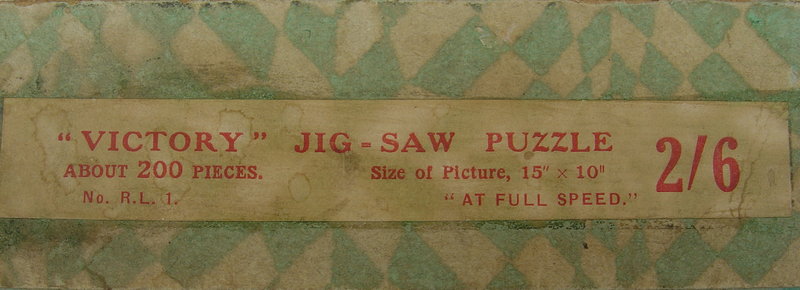 "VICTORY" JIG-SAW PUZZLE 2/6
ABOUT 200 PIECES. Size of Picture, 15" × 10"
No. R.L. 1. "AT FULL SPEED."